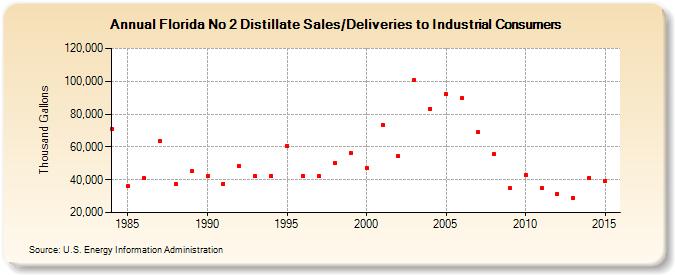 Annual Florida No 2 Distillate Sales/Deliveries to Industrial Consumers
Thousand Gallons
120,000
100,000
80,000
60,000
40,000
20,000
1985 1990 1995 2000 2005 2010 2015
Source: U.S. Energy Information Administration